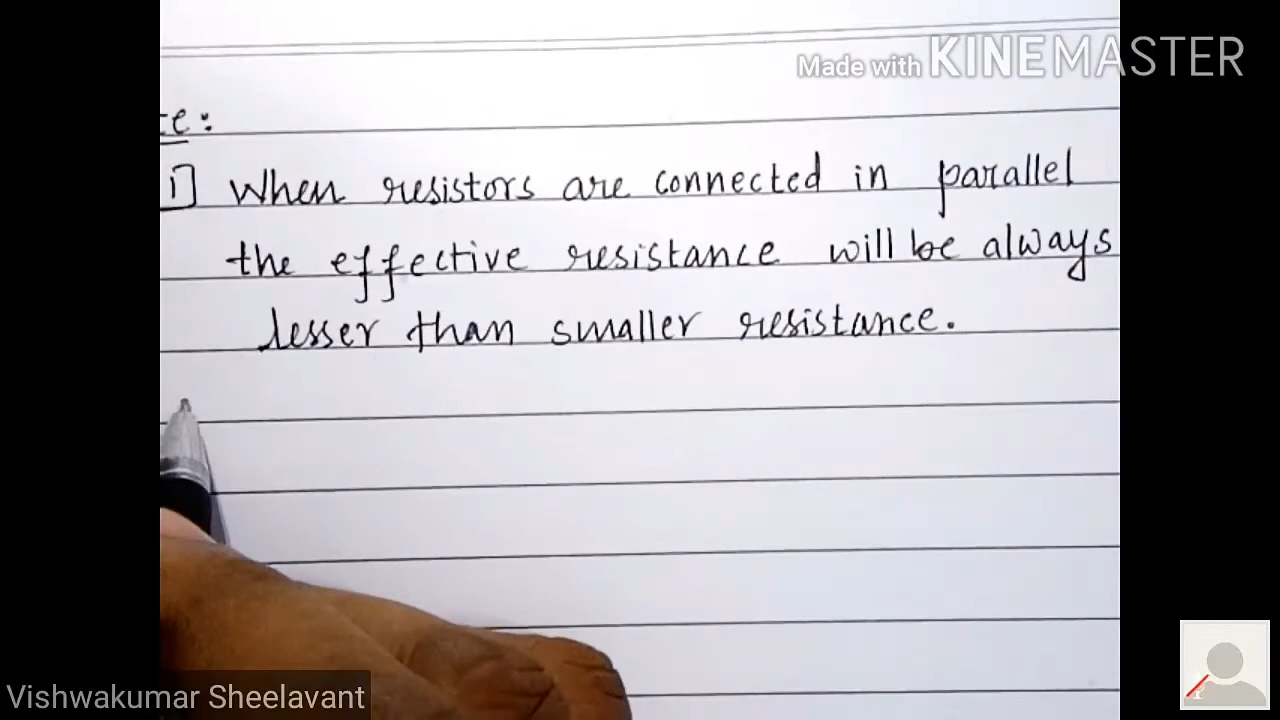 Made with KINEMASTER
te:
1] When resistors are connected in parallel
the effective resistance will be always
lesser than smaller resistance.
Vishwakumar Sheelavant